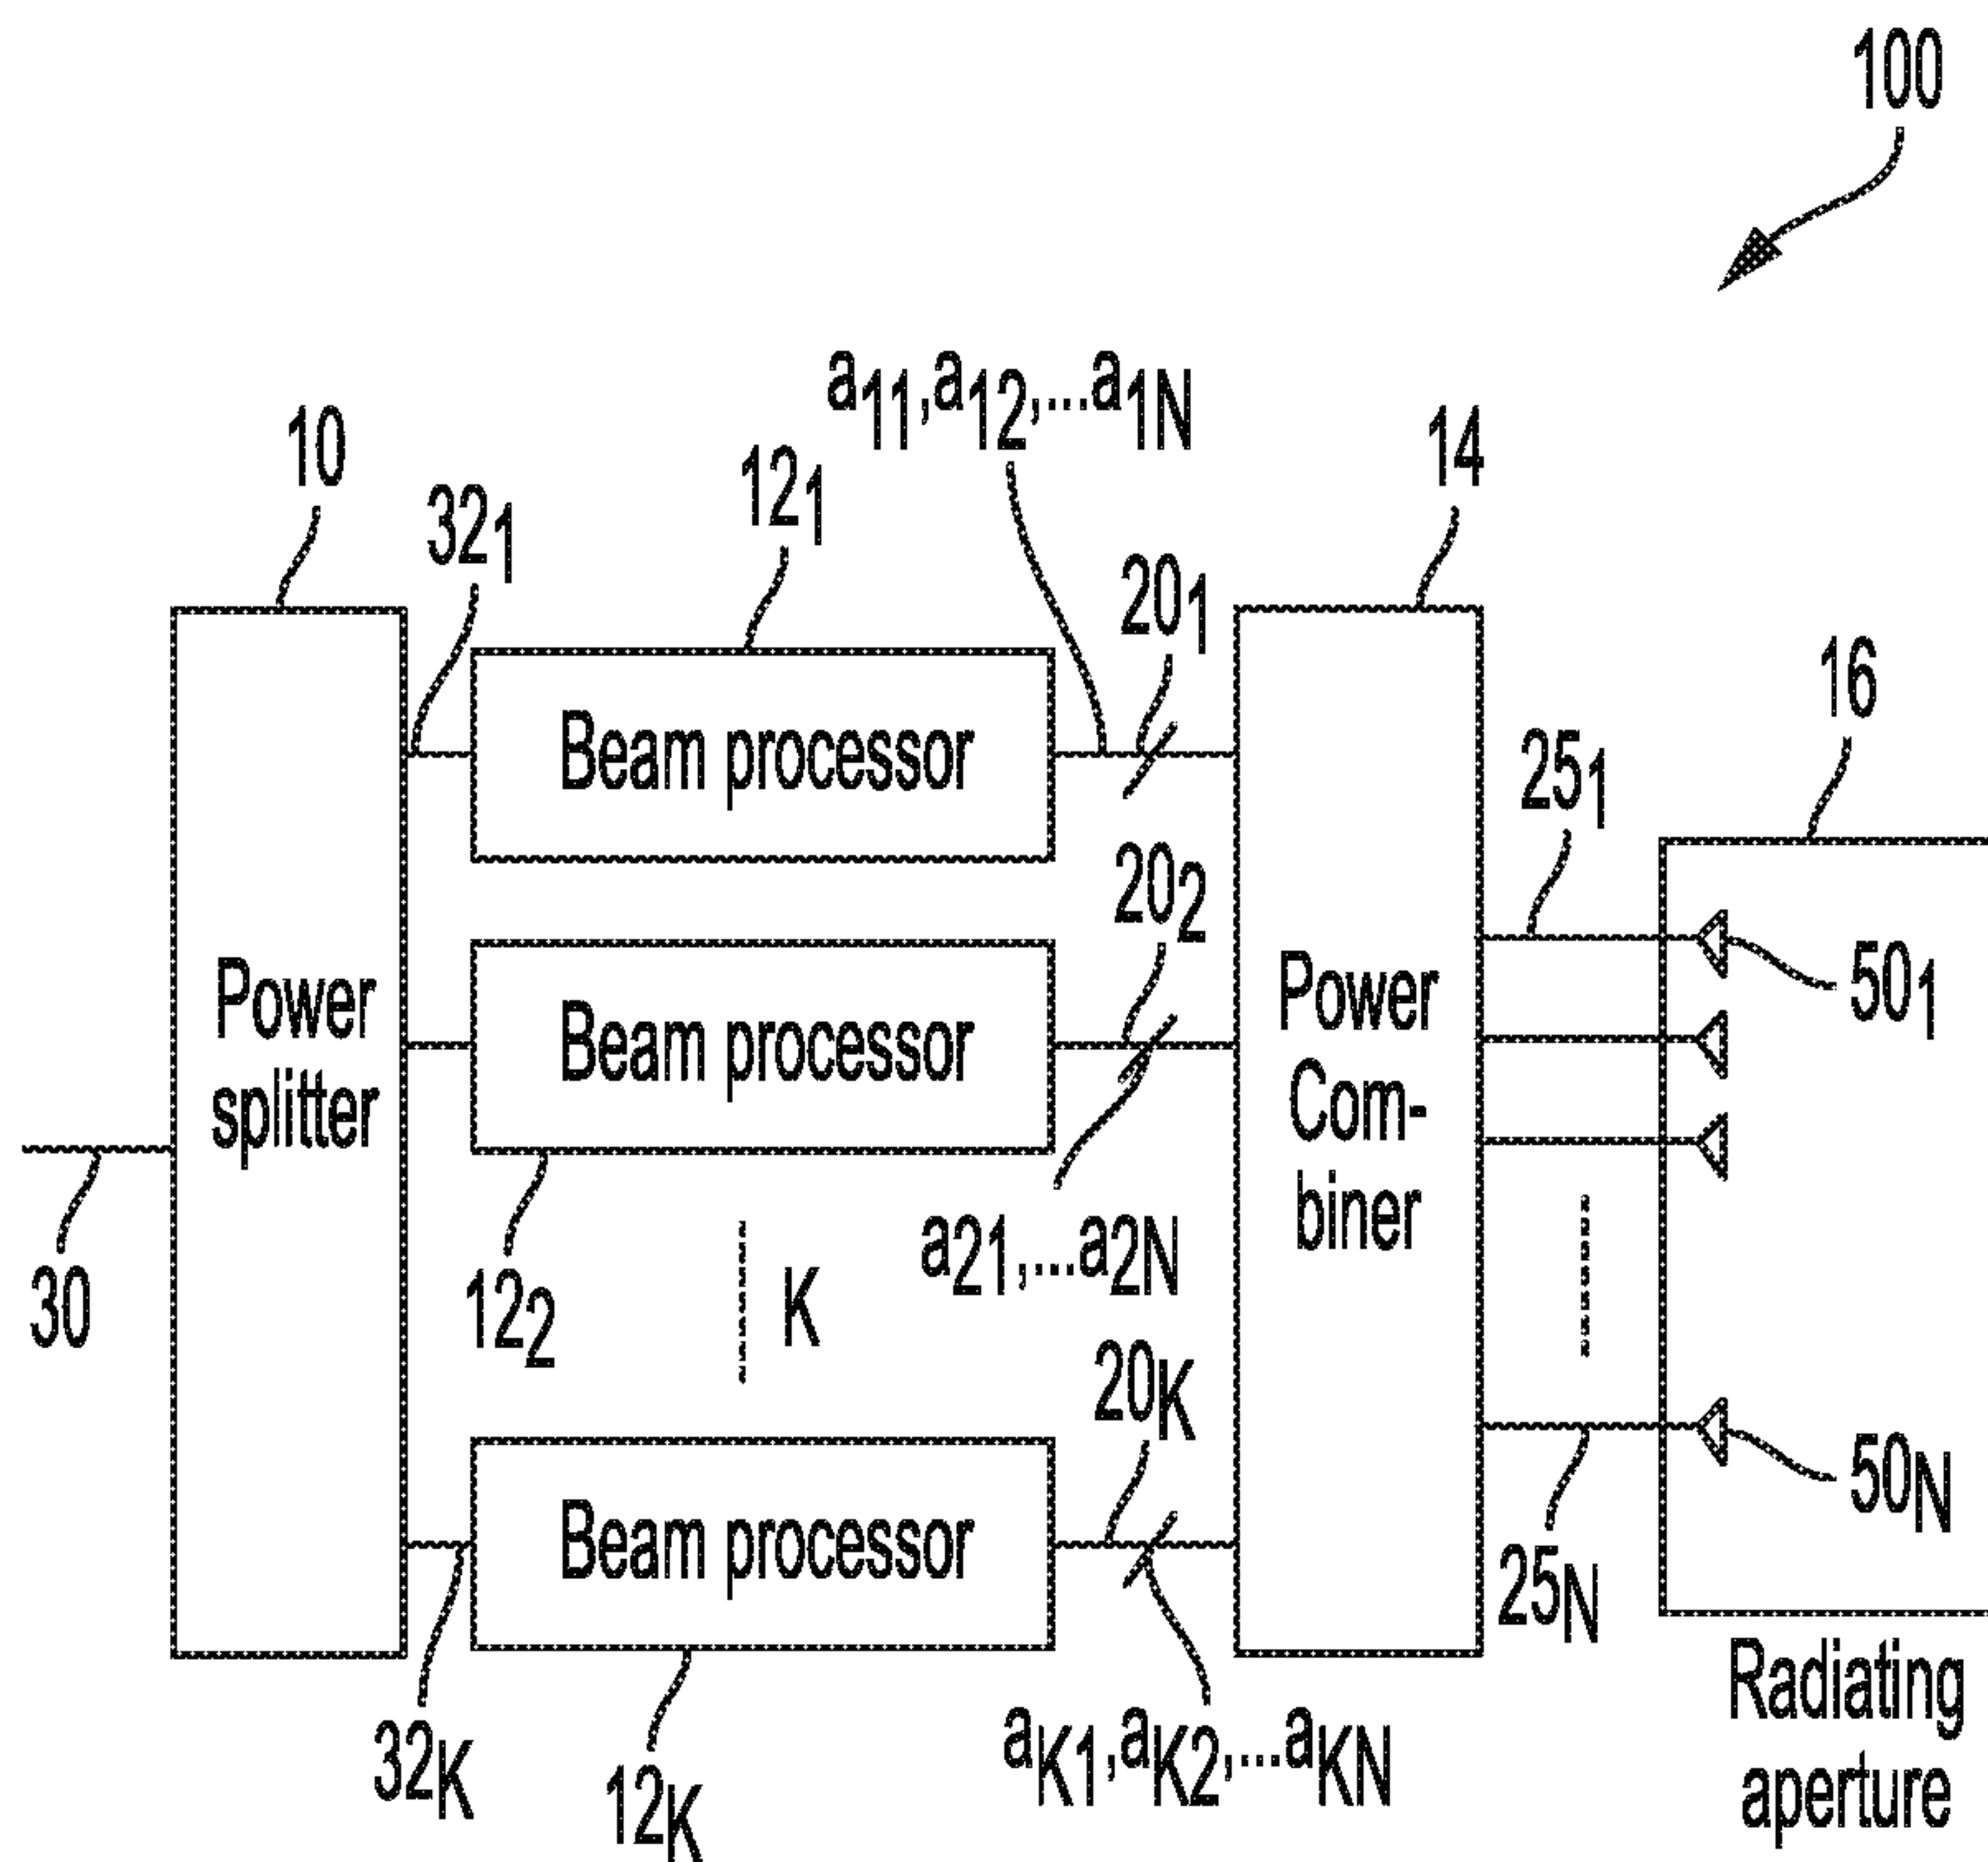 100
a11,a12,...a1N
10
14
121
321
201
16
Beam processor
251
202
501
Power
splitter
Beam processor
Power
Com-
biner
30
122
K
a21,...a2N
20K
50N
Beam processor
25N
32K
12K
aK1,aK2,...aKN
Radiating
aperture